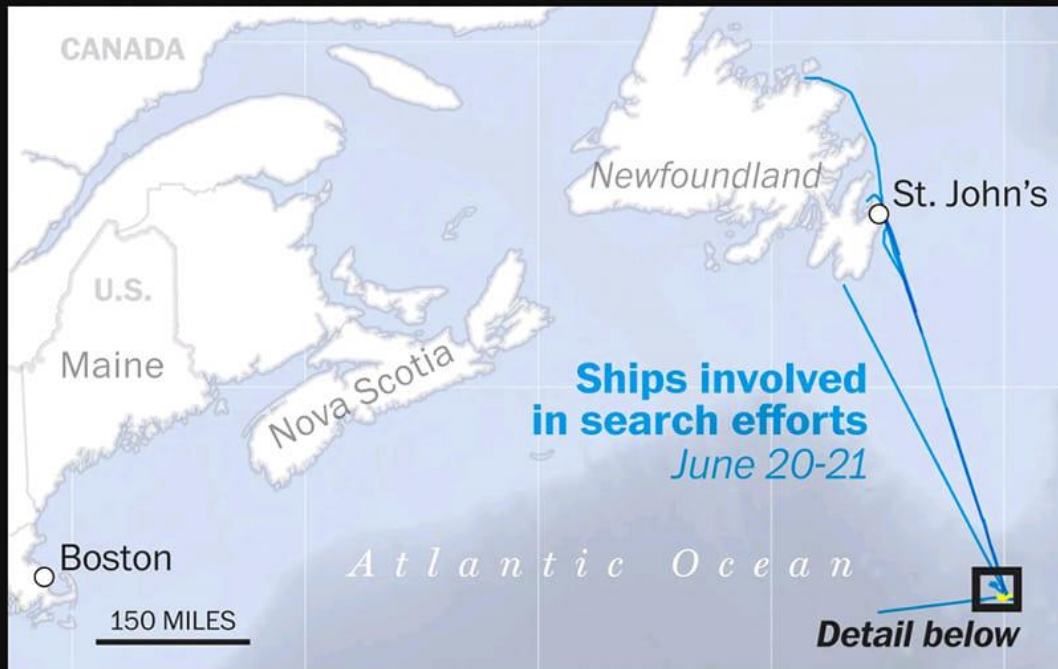 CANADA
Newfoundland
St. John's
U.S.
Maine
Nova Scotia
Ships involved
in search efforts
June 20-21
Atlantic Ocean
Boston
150 MILES
Detail below